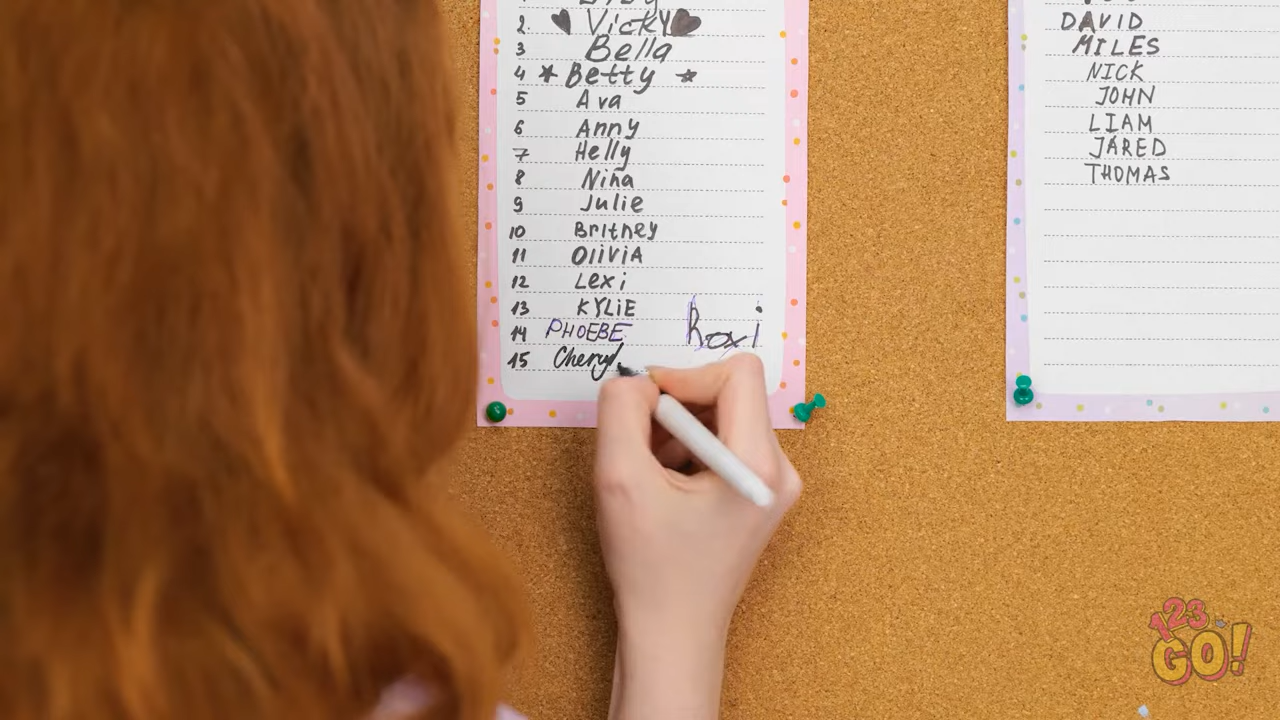 2. Vicky
3 Bella
4 Betty
5 Ava
6 Anny
7 Helly
8 Nina
9 Julie
10 Britney
11 OLIVIA
12 Lexi
13 KYLIE
14 PHOEBE Roxi
15 Cheryl
DAVID
MILES
NICK
JOHN
LIAM
JARED
THOMAS
123
GO!